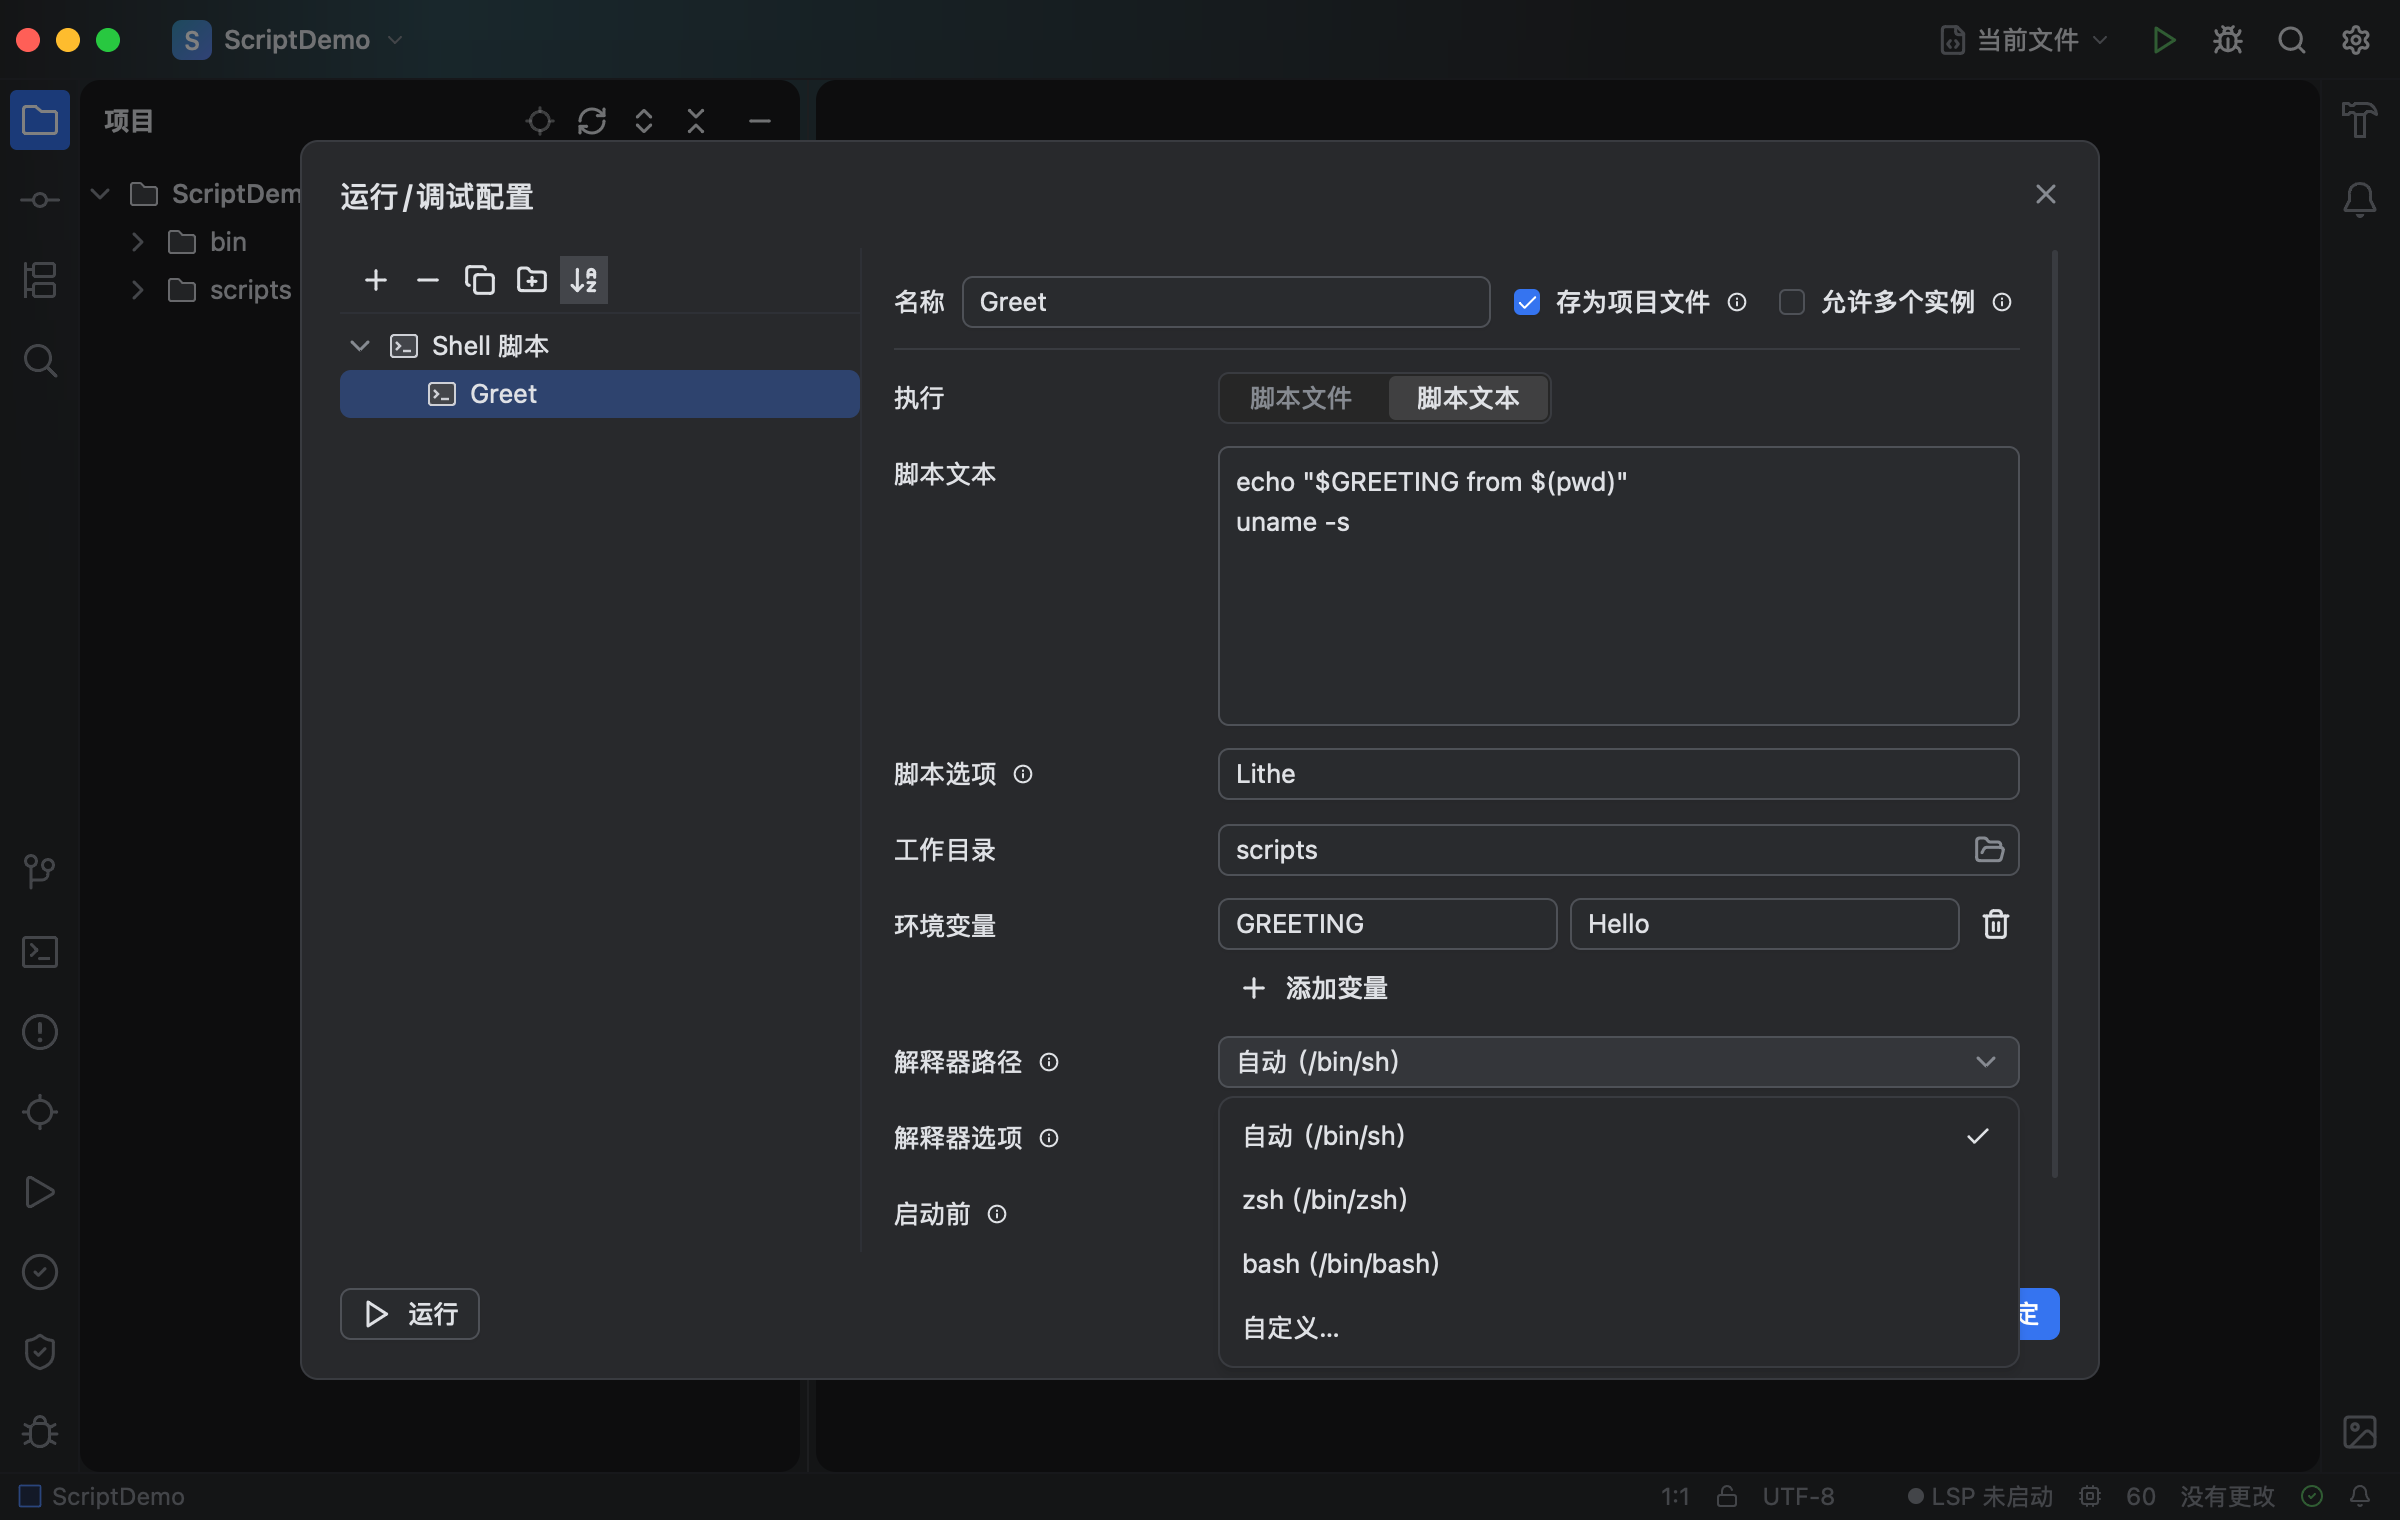 S ScriptDemo
当前文件
项目
ScriptDem
bin
scripts
运行/调试配置
Shell 脚本
Greet
名称
Greet
存为项目文件
允许多个实例
执行
脚本文件
脚本文本
脚本文本
echo "$GREETING from $(pwd)"
uname -s
脚本选项
Lithe
工作目录
scripts
环境变量
GREETING
Hello
添加变量
解释器路径
自动 (/bin/sh)
解释器选项
自动 (/bin/sh)
zsh (/bin/zsh)
启动前
bash (/bin/bash)
自定义...
运行
定
ScriptDemo
1:1
UTF-8
LSP 未启动
60
没有更改